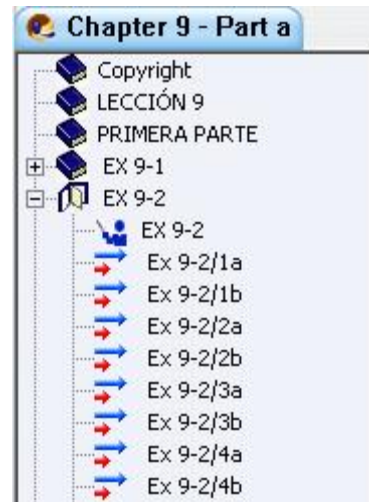 Chapter 9 - Part a
Copyright
LECCIÓN 9
PRIMERA PARTE
EX 9-1
EX 9-2
EX 9-2
Ex 9-2/1a
Ex 9-2/1b
Ex 9-2/2a
Ex 9-2/2b
Ex 9-2/3a
Ex 9-2/3b
Ex 9-2/4a
Ex 9-2/4b